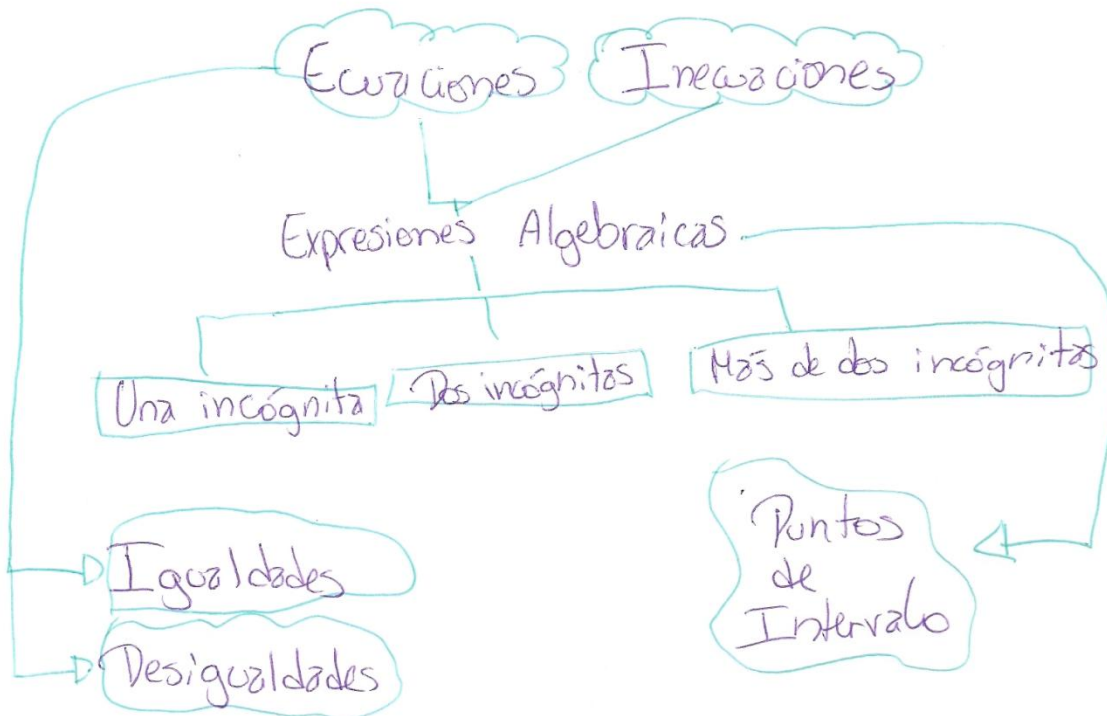 Ecuaciones Inecuaciones
Expresiones Algebraicas
Una incógnita
Dos incógnitas
Más de dos incógnitas
Igualdades
Desigualdades
Puntos
de
Intervalo